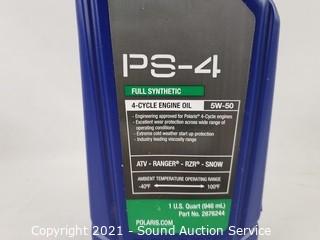 PS-4
FULL SYNTHETIC
4-CYCLE ENGINE OIL 5W-50
- Engineering approved for Polaris® 4-Cycle engines
- Excellent wear protection across wide range of
operating conditions
- Extreme cold weather start up protection
- Industry leading viscosity range
ATV - RANGER® - RZR® - SNOW
AMBIENT TEMPERATURE OPERATING RANGE
-40°F 100°F
1 U.S. Quart (946 mL)
Part No. 2876244
POLARIS.COM
Copyright 2021 - Sound Auction Service